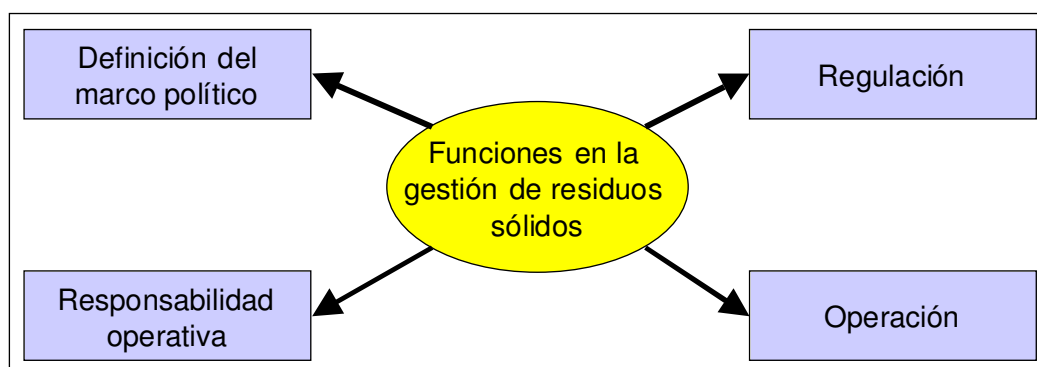 Definición del
marco político
Regulación
Funciones en la
gestión de residuos
sólidos
Responsabilidad
operativa
Operación